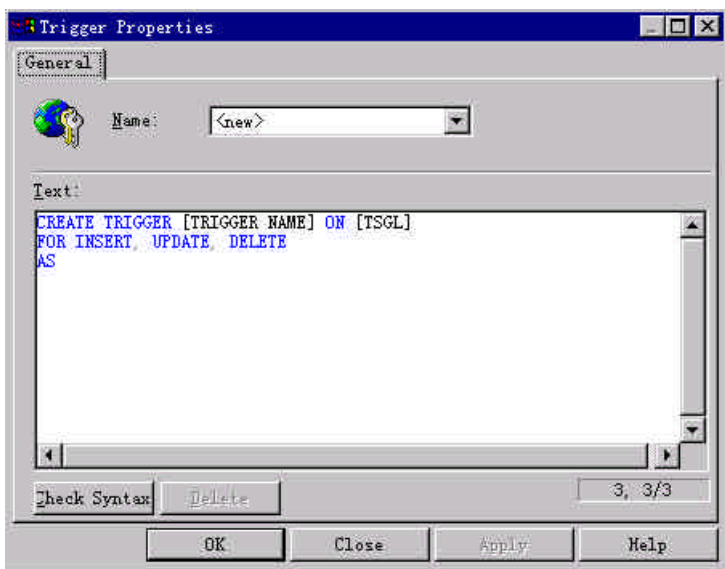 Trigger Properties
General
Name: <new>
Text:
CREATE TRIGGER [TRIGGER NAME] ON [TSGL]
FOR INSERT, UPDATE, DELETE
AS
Check Syntax Delete 3, 3/3
OK Close Apply Help